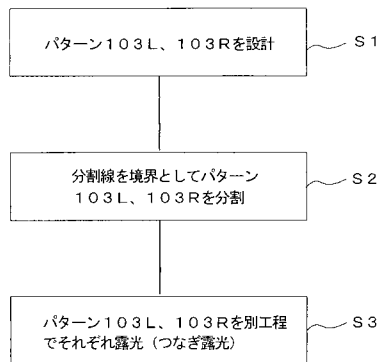 パターン103L、103Rを設計
S1
分割線を境界としてパターン
103L、103Rを分割
S2
パターン103L、103Rを別工程
でそれぞれ露光（つなぎ露光）
S3